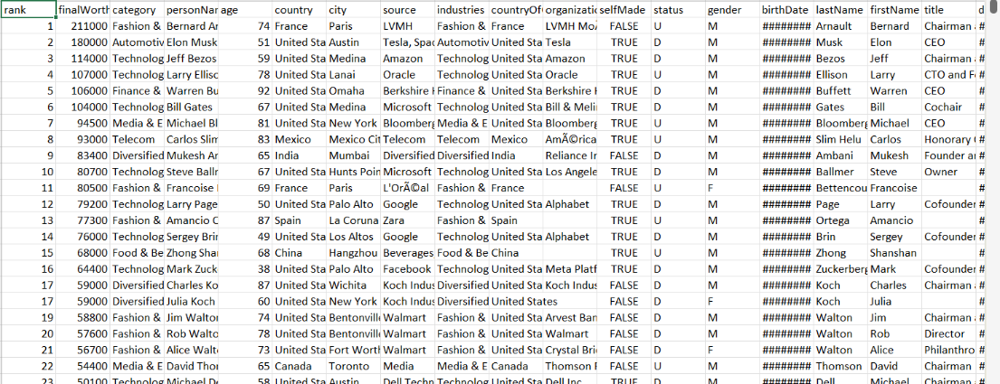 rank finalWorth category personNar age country city source industries countryOf organizatio selfMade status gender birthDate lastName firstName title d
1 211000 Fashion & Bernard Ar 74 France Paris LVMH Fashion & France LVMH MoÃ« FALSE U M ######## Arnault Bernard Chairman a #
2 180000 Automotiv Elon Musk 51 United Sta Austin Tesla, Spac Automotiv United Sta Tesla TRUE D M ######## Musk Elon CEO #
3 114000 Technolog Jeff Bezos 59 United Sta Medina Amazon Technolog United Sta Amazon TRUE D M ######## Bezos Jeff Chairman a #
4 107000 Technolog Larry Ellisc 78 United Sta Lanai Oracle Technolog United Sta Oracle TRUE U M ######## Ellison Larry CTO and Fo #
5 106000 Finance & Warren Bu 92 United Sta Omaha Berkshire H Finance & United Sta Berkshire H TRUE D M ######## Buffett Warren CEO #
6 104000 Technolog Bill Gates 67 United Sta Medina Microsoft Technolog United Sta Bill & Meli TRUE D M ######## Gates Bill Cochair #
7 94500 Media & E Michael Bl 81 United Sta New York Bloomberg Media & E United Sta Bloomberg TRUE U M ######## Bloomberg Michael CEO #
8 93000 Telecom Carlos Slim 83 Mexico Mexico Cit Telecom Telecom Mexico AmÃ©rica TRUE U M ######## Slim Helu Carlos Honorary C #
9 83400 Diversified Mukesh Ar 65 India Mumbai Diversified Diversified India Reliance In FALSE D M ######## Ambani Mukesh Founder ar #
10 80700 Technolog Steve Ballr 67 United Sta Hunts Poin Microsoft Technolog United Sta Los Angele TRUE D M ######## Ballmer Steve Owner #
11 80500 Fashion & Francoise I 69 France Paris L'OrÃ©al Fashion & France FALSE U F ######## Bettencou Francoise #
12 79200 Technolog Larry Page 50 United Sta Palo Alto Google Technolog United Sta Alphabet TRUE D M ######## Page Larry Cofounder #
13 77300 Fashion & Amancio C 87 Spain La Coruna Zara Fashion & Spain TRUE U M ######## Ortega Amancio #
14 76000 Technolog Sergey Brir 49 United Sta Los Altos Google Technolog United Sta Alphabet TRUE D M ######## Brin Sergey Cofounder #
15 68000 Food & Be Zhong Shar 68 China Hangzhou Beverages Food & Be China TRUE U M ######## Zhong Shanshan #
16 64400 Technolog Mark Zuck 38 United Sta Palo Alto Facebook Technolog United Sta Meta Platf TRUE D M ######## Zuckerberg Mark Cofounder #
17 59000 Diversified Charles Ko 87 United Sta Wichita Koch Indus Diversified United Sta Koch Indus FALSE D M ######## Koch Charles Chairman a #
17 59000 Diversified Julia Koch 60 United Sta New York Koch Indus Diversified United States FALSE D F ######## Koch Julia #
19 58800 Fashion & Jim Waltor 74 United Sta Bentonville Walmart Fashion & United Sta Arvest Ban FALSE D M ######## Walton Jim Chairman a #
20 57600 Fashion & Rob Walto 78 United Sta Bentonville Walmart Fashion & United Sta Walmart FALSE D M ######## Walton Rob Director #
21 56700 Fashion & Alice Walt 73 United Sta Fort Worth Walmart Fashion & United Sta Crystal Bri FALSE D F ######## Walton Alice Philanthro #
22 54400 Media & E David Thor 65 Canada Toronto Media Media & E Canada Thomson F FALSE U M ######## Thomson David Chairman #
23 50100 Technolog Michael De 58 United Sta Austin Dell Techn Technolog United Sta Dell Inc TRUE D M ######## Dell Michael Chairman a #